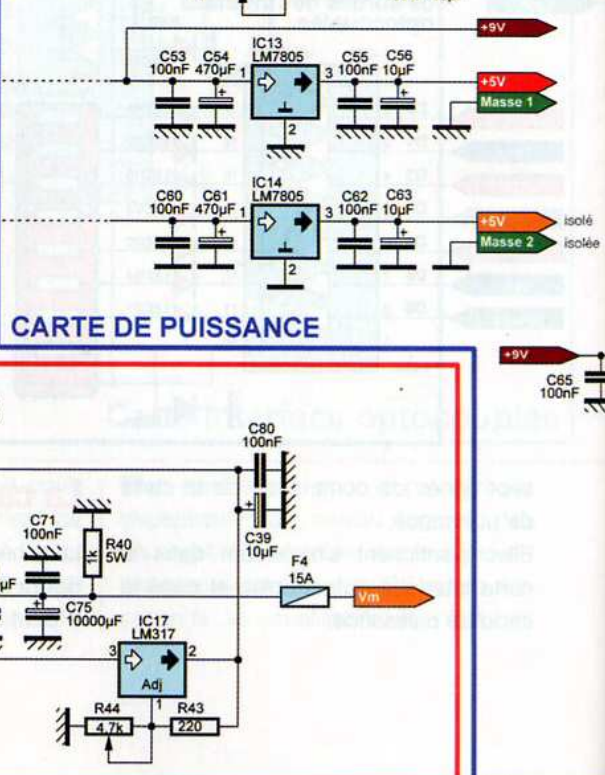 +9V
IC13
LM7805
C53
100nF
C54
470µF
1
3
2
C55
100nF
C56
10µF
+5V
Masse 1
IC14
LM7805
C60
100nF
C61
470µF
1
3
2
C62
100nF
C63
10µF
+5V
isolé
Masse 2
isolée
CARTE DE PUISSANCE
+9V
C65
100nF
C80
100nF
C39
10µF
C71
100nF
1k
R40
5W
F4
15A
Vm
µF
C75
10000µF
IC17
LM317
3
2
Adj
1
R44
4.7k
R43
220